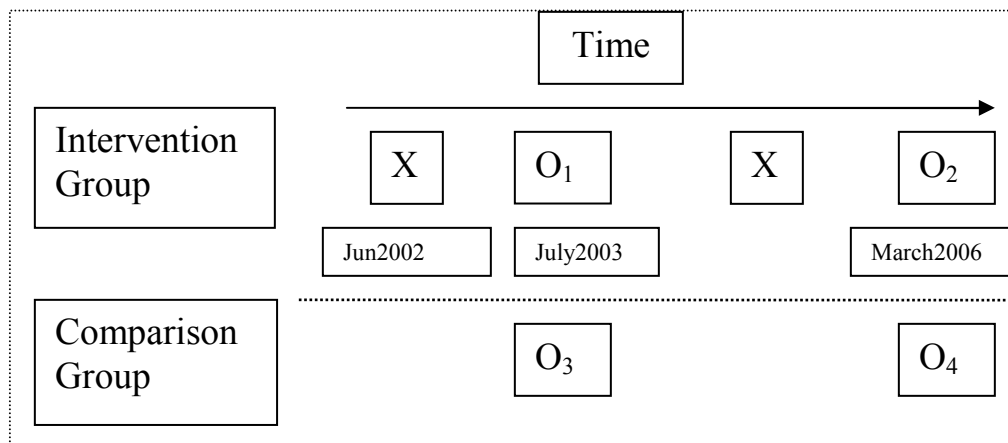 Time
Intervention
Group
X
O₁
X
O₂
Jun2002
July2003
March2006
Comparison
Group
O₃
O₄